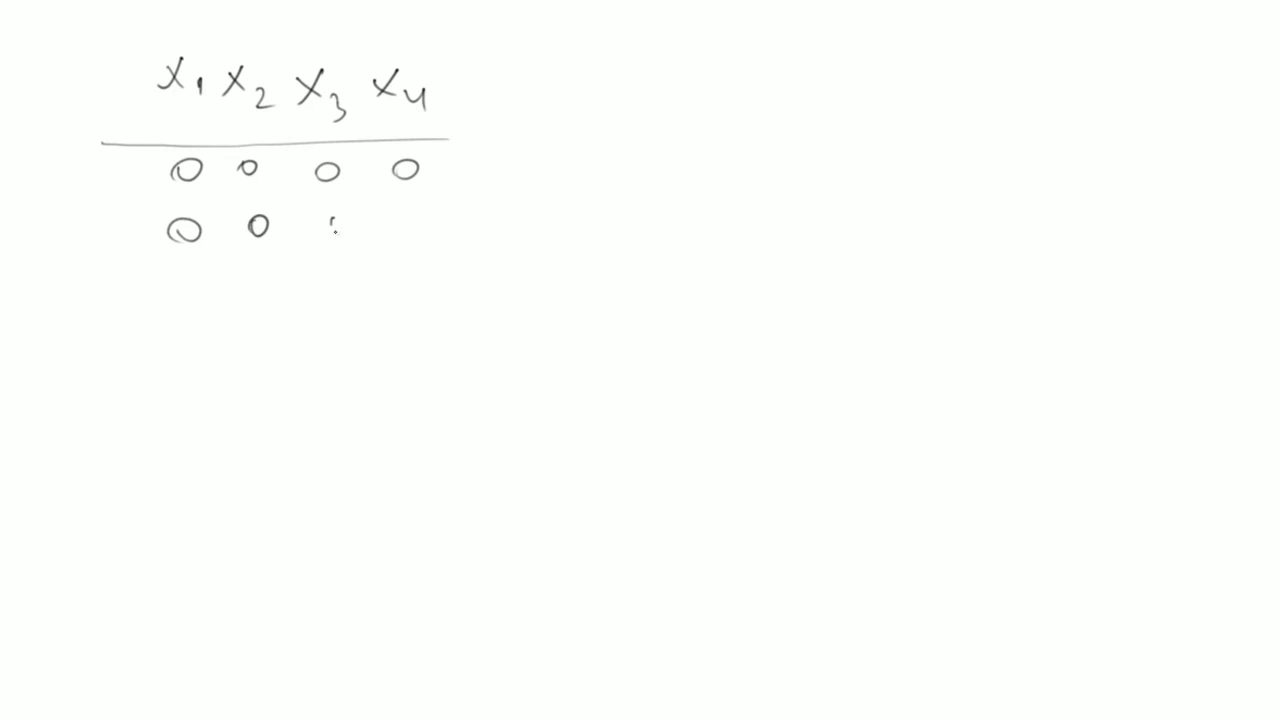 x₁ x₂ x₃ x₄
0 0 0 0
0 0